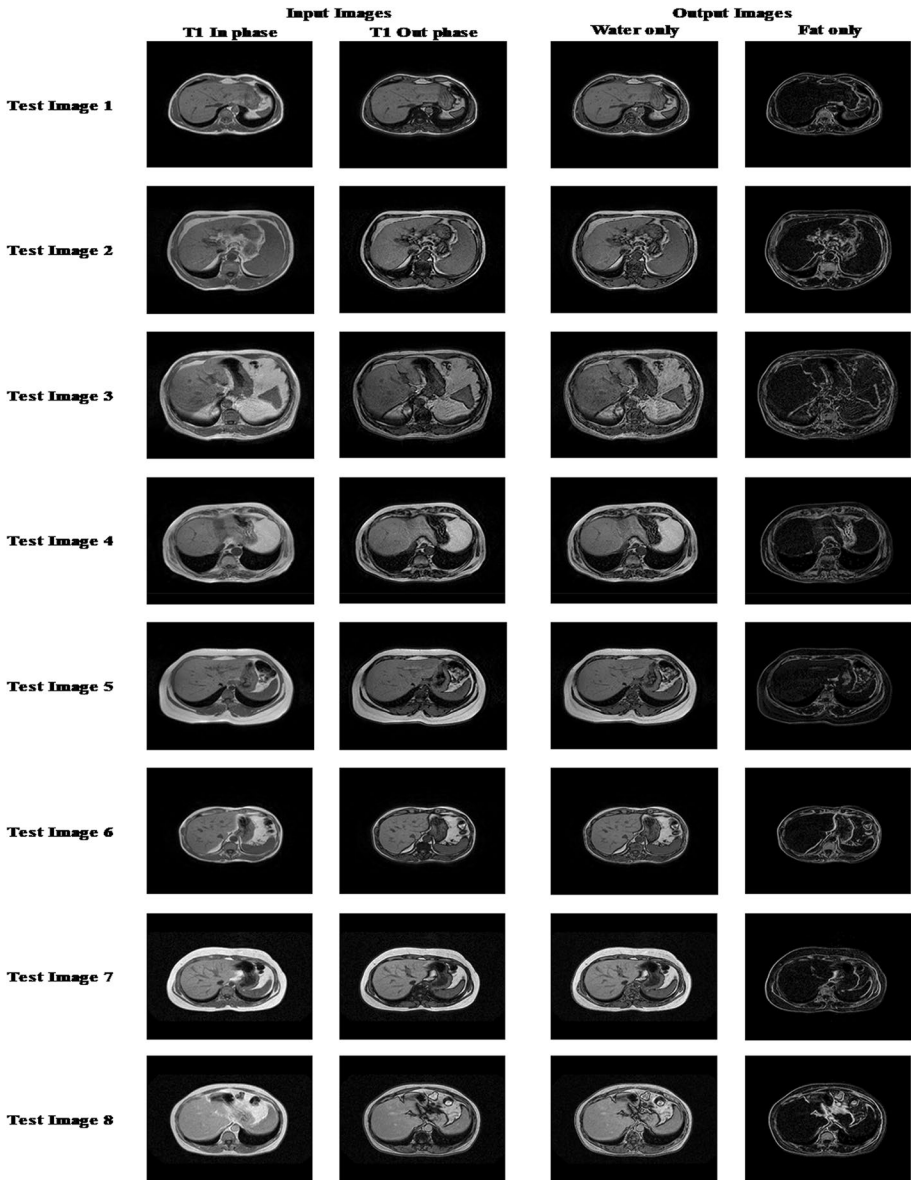 Input Images Output Images
T1 In phase T1 Out phase Water only Fat only
Test Image 1
Test Image 2
Test Image 3
Test Image 4
Test Image 5
Test Image 6
Test Image 7
Test Image 8